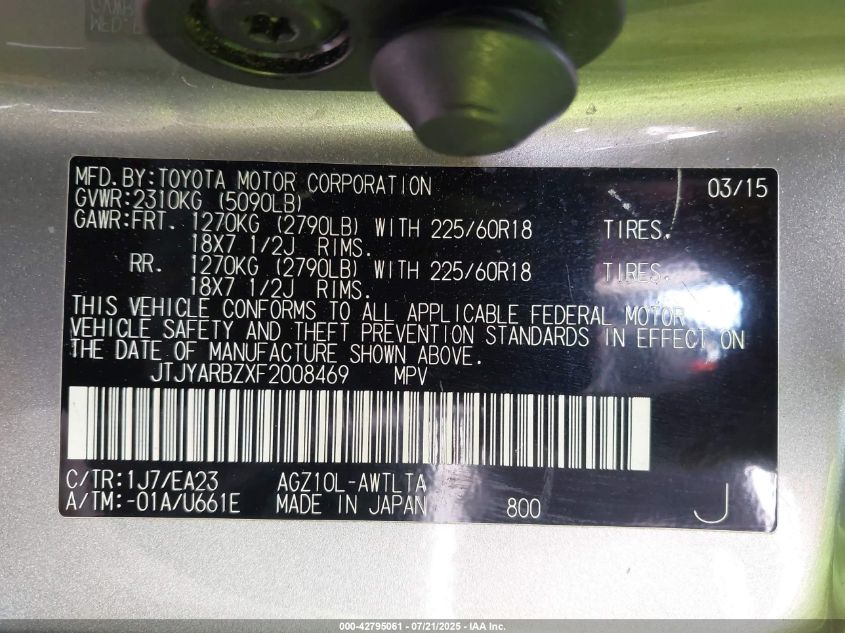 MFD.BY:TOYOTA MOTOR CORPORATION 03/15
GVWR:2310KG (5090LB)
GAWR:FRT. 1270KG (2790LB) WITH 225/60R18 TIRES.
18X7 1/2J RIMS.
RR. 1270KG (2790LB) WITH 225/60R18 TIRES.
18X7 1/2J RIMS.
THIS VEHICLE CONFORMS TO ALL APPLICABLE FEDERAL MOTOR
VEHICLE SAFETY AND THEFT PREVENTION STANDARDS IN EFFECT ON
THE DATE OF MANUFACTURE SHOWN ABOVE.
JTJYARBZXF2008469 MPV
C/TR:1J7/EA23 AGZ10L-AWTLTA
A/TM:-01A/U661E MADE IN JAPAN 800 J
000-42795061 - 07/21/2025 - IAA Inc.